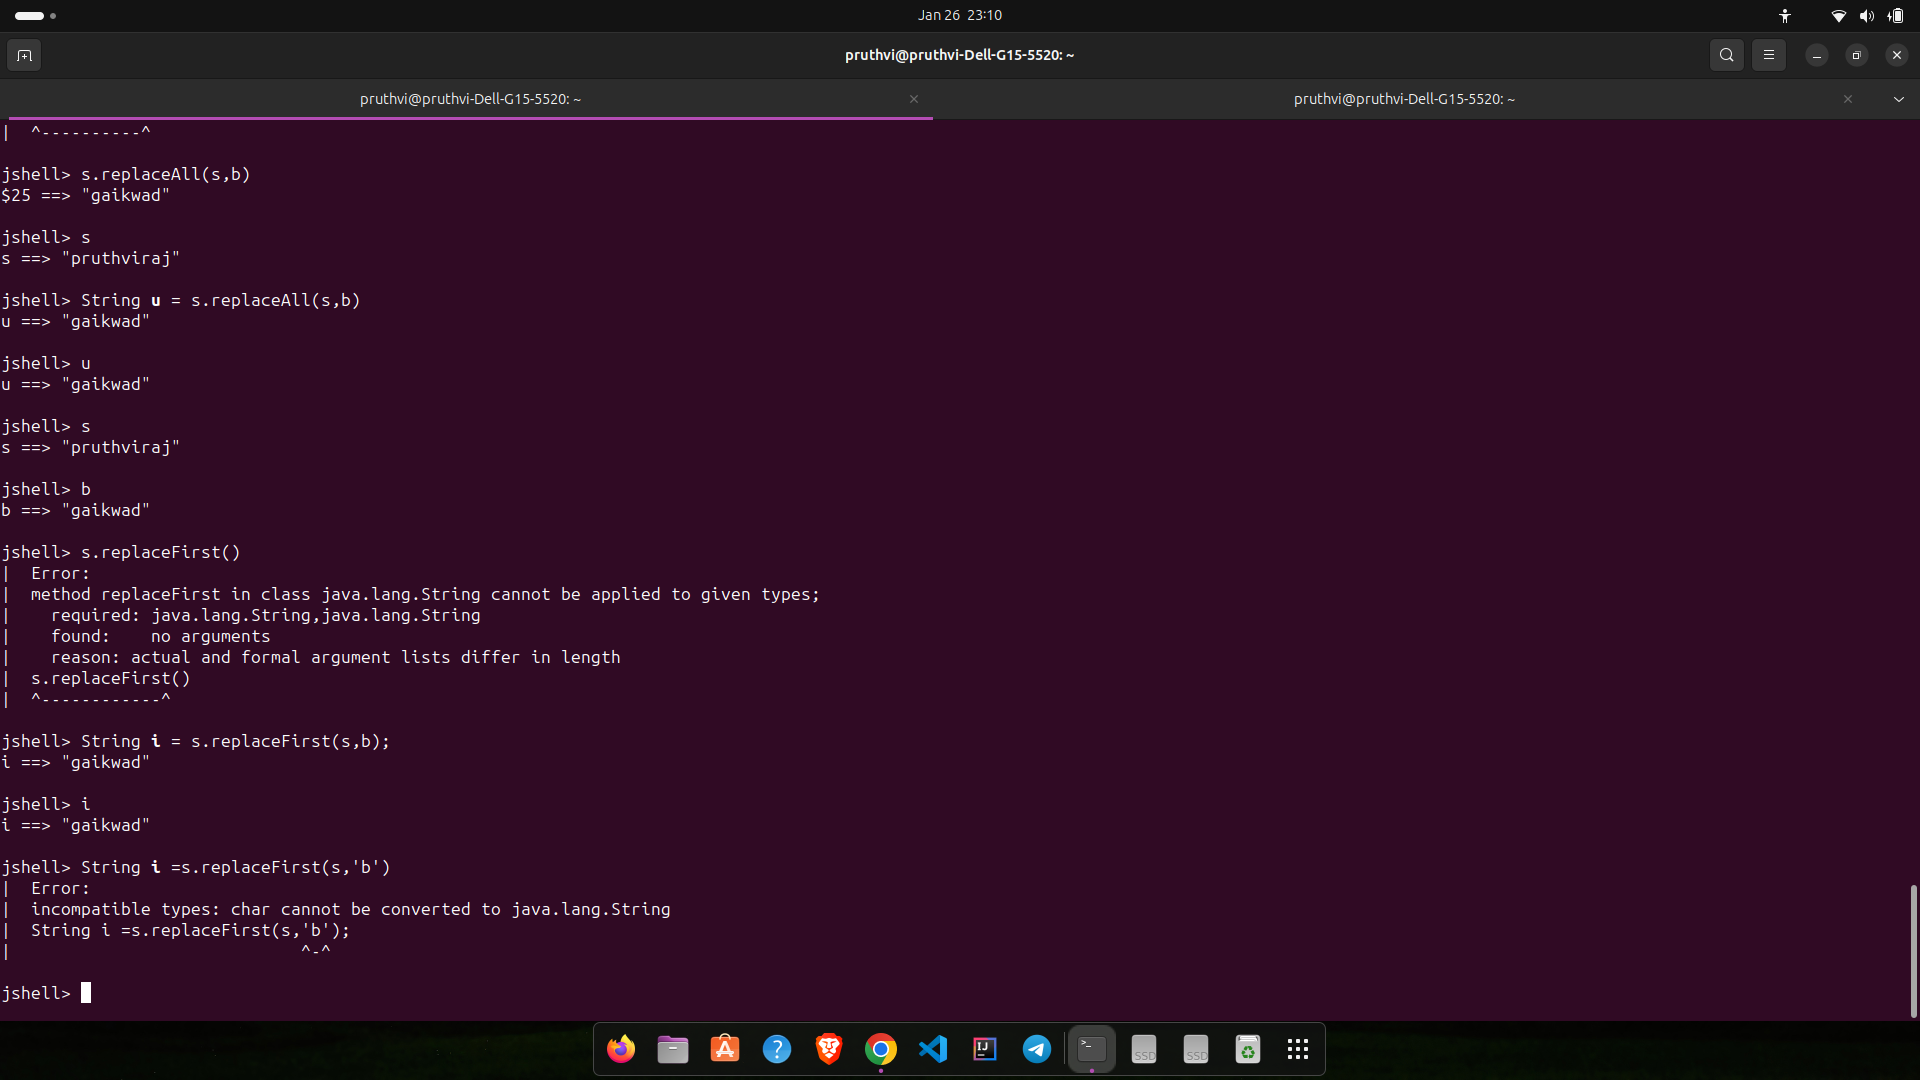 Jan 26 23:10
pruthvi@pruthvi-Dell-G15-5520: ~
pruthvi@pruthvi-Dell-G15-5520: ~
pruthvi@pruthvi-Dell-G15-5520: ~
|  ^----------^
jshell> s.replaceAll(s,b)
$25 ==> "gaikwad"
jshell> s
s ==> "pruthviraj"
jshell> String u = s.replaceAll(s,b)
u ==> "gaikwad"
jshell> u
u ==> "gaikwad"
jshell> s
s ==> "pruthviraj"
jshell> b
b ==> "gaikwad"
jshell> s.replaceFirst()
|  Error:
|  method replaceFirst in class java.lang.String cannot be applied to given types;
|    required: java.lang.String,java.lang.String
|    found:    no arguments
|    reason: actual and formal argument lists differ in length
|  s.replaceFirst()
|  ^------------^
jshell> String i = s.replaceFirst(s,b);
i ==> "gaikwad"
jshell> i
i ==> "gaikwad"
jshell> String i =s.replaceFirst(s,'b')
|  Error:
|  incompatible types: char cannot be converted to java.lang.String
|  String i =s.replaceFirst(s,'b');
|                             ^-^
jshell>
IJ
>_
SSD
SSD